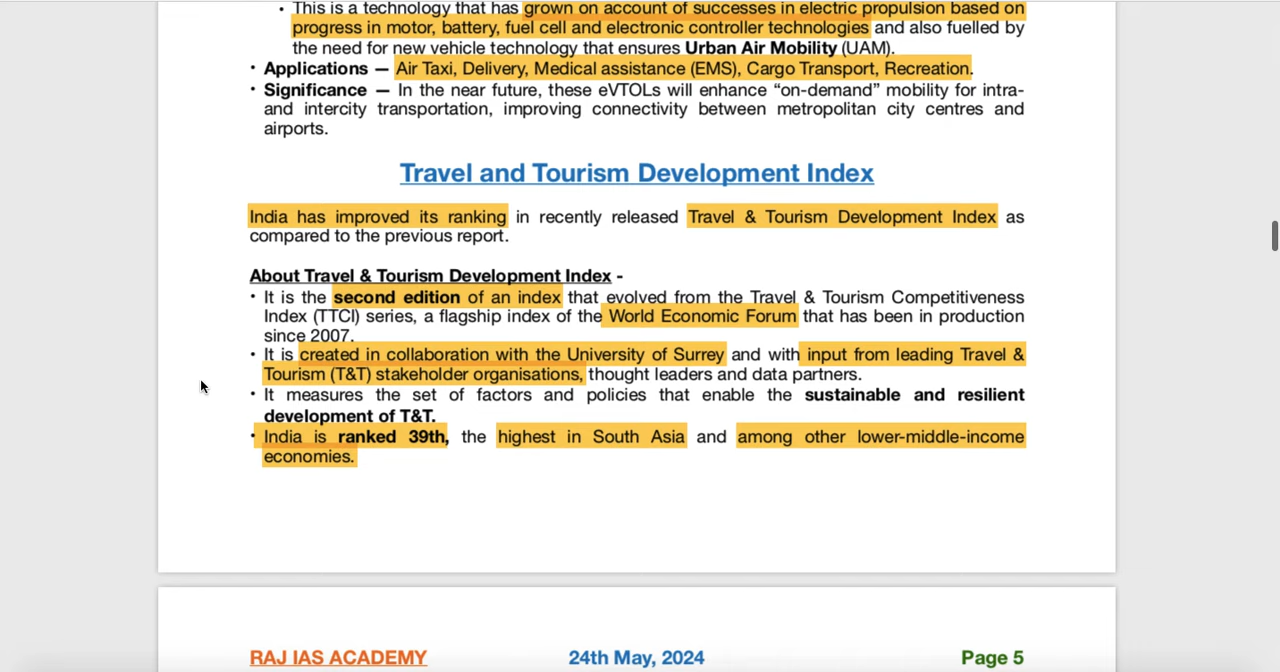 • This is a technology that has grown on account of successes in electric propulsion based on
progress in motor, battery, fuel cell and electronic controller technologies and also fuelled by
the need for new vehicle technology that ensures Urban Air Mobility (UAM).
• Applications — Air Taxi, Delivery, Medical assistance (EMS), Cargo Transport, Recreation.
• Significance — In the near future, these eVTOLs will enhance “on-demand” mobility for intra-
and intercity transportation, improving connectivity between metropolitan city centres and
airports.
Travel and Tourism Development Index
India has improved its ranking in recently released Travel & Tourism Development Index as
compared to the previous report.
About Travel & Tourism Development Index -
• It is the second edition of an index that evolved from the Travel & Tourism Competitiveness
Index (TTCI) series, a flagship index of the World Economic Forum that has been in production
since 2007.
• It is created in collaboration with the University of Surrey and with input from leading Travel &
Tourism (T&T) stakeholder organisations, thought leaders and data partners.
• It measures the set of factors and policies that enable the sustainable and resilient
development of T&T.
• India is ranked 39th, the highest in South Asia and among other lower-middle-income
economies.
RAJ IAS ACADEMY 24th May, 2024 Page 5